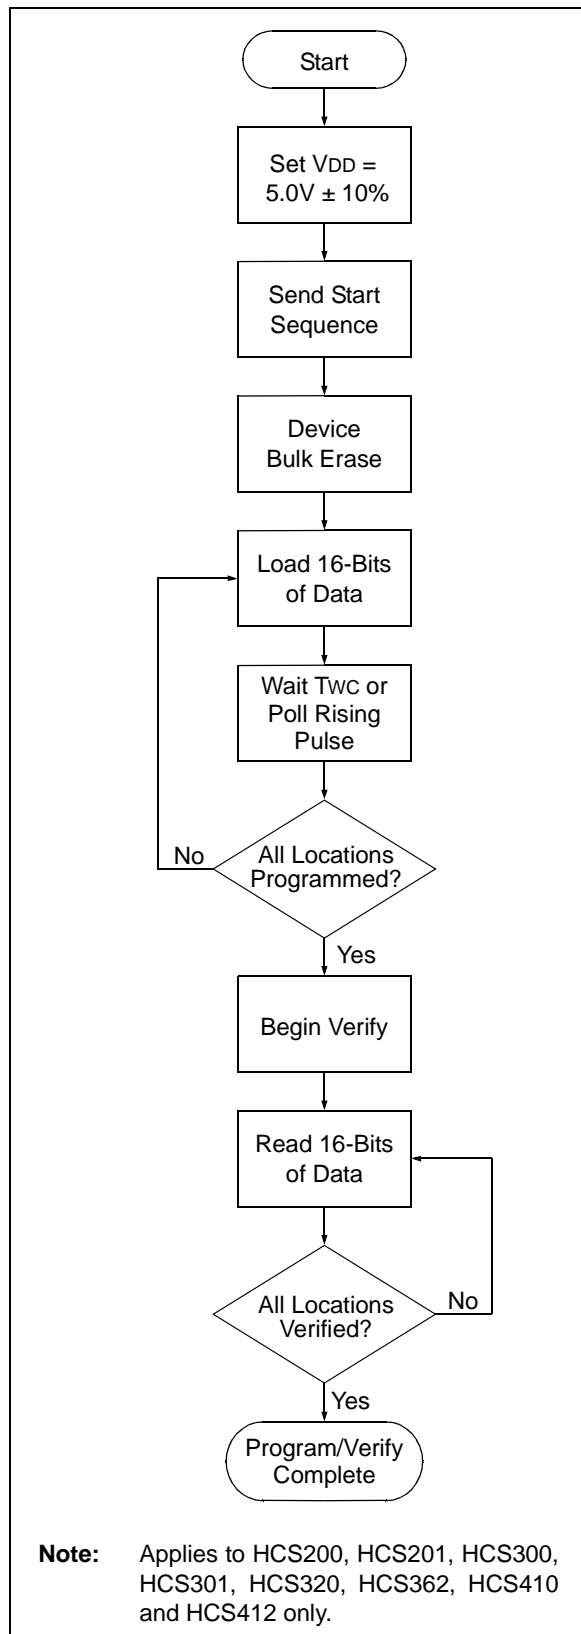 Start
Set VDD =
5.0V ± 10%
Send Start
Sequence
Device
Bulk Erase
Load 16-Bits
of Data
Wait TWC or
Poll Rising
Pulse
No
All Locations
Programmed?
Yes
Begin Verify
Read 16-Bits
of Data
All Locations
Verified?
No
Yes
Program/Verify
Complete
Note: Applies to HCS200, HCS201, HCS300,
HCS301, HCS320, HCS362, HCS410
and HCS412 only.